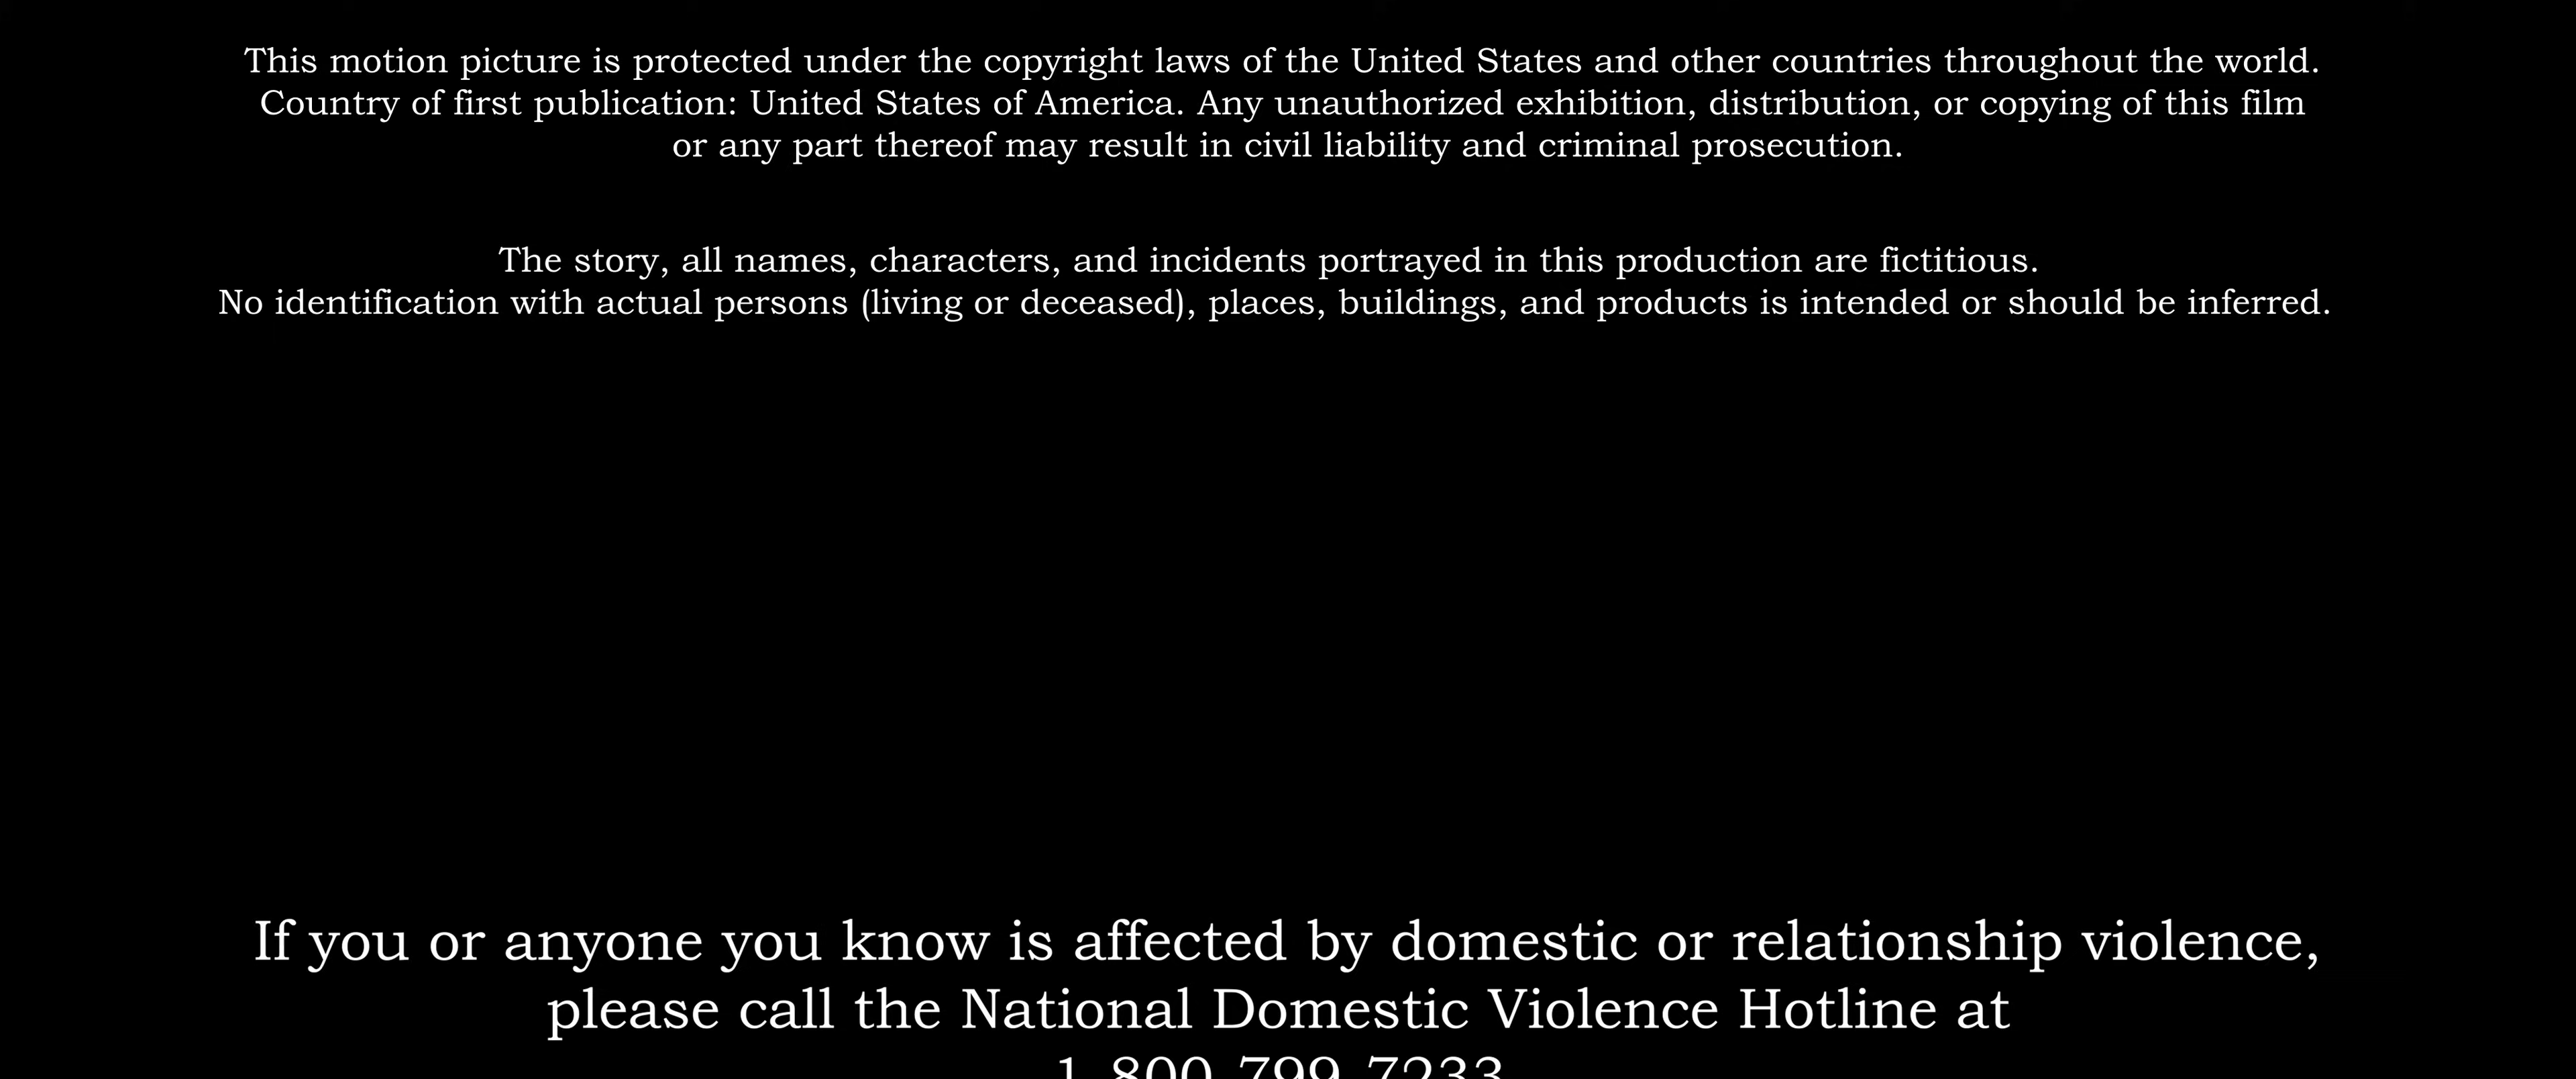 This motion picture is protected under the copyright laws of the United States and other countries throughout the world.
Country of first publication: United States of America. Any unauthorized exhibition, distribution, or copying of this film
or any part thereof may result in civil liability and criminal prosecution.
The story, all names, characters, and incidents portrayed in this production are fictitious.
No identification with actual persons (living or deceased), places, buildings, and products is intended or should be inferred.
If you or anyone you know is affected by domestic or relationship violence,
please call the National Domestic Violence Hotline at
1-800-799-7233